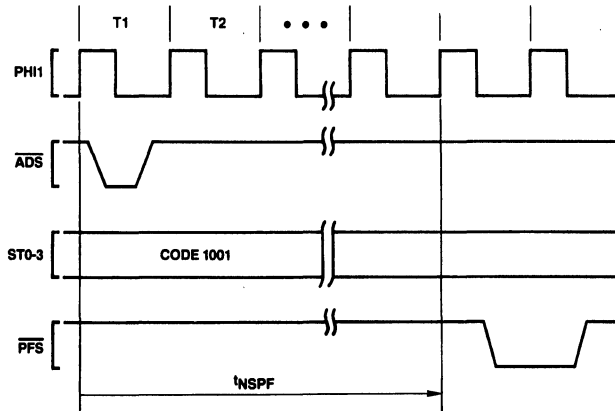 T1 T2 • • •
PHI1
ADS
ST0-3 CODE 1001
PFS
tNSPF